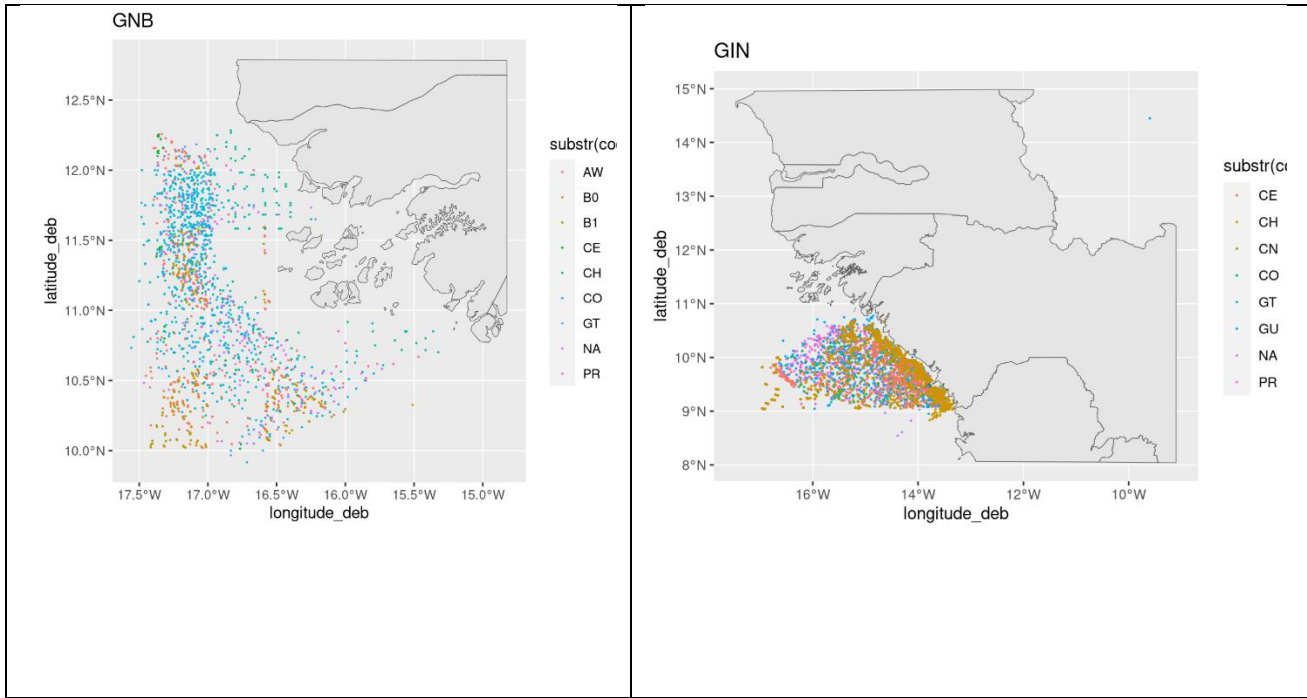 GNB
12.5°N
12.0°N
11.5°N
11.0°N
10.5°N
10.0°N
latitude_deb
17.5°W 17.0°W 16.5°W 16.0°W 15.5°W 15.0°W
longitude_deb
substr(co
AW
B0
B1
CE
CH
CO
GT
NA
PR
GIN
15°N
14°N
13°N
12°N
11°N
10°N
9°N
8°N
latitude_deb
16°W 14°W 12°W 10°W
longitude_deb
substr(c
CE
CH
CN
CO
GT
GU
NA
PR